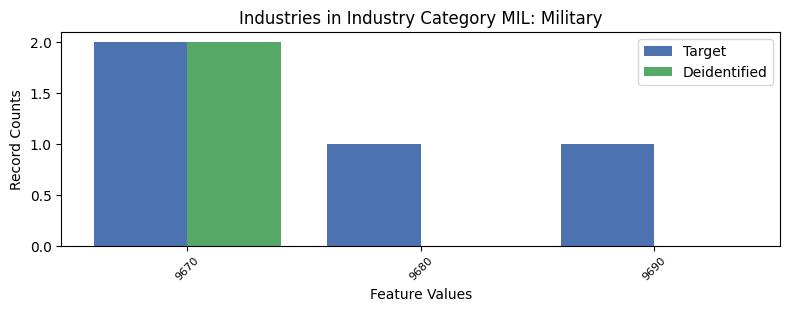 Industries in Industry Category MIL: Military
Target
Deidentified
Record Counts
2.0
1.5
1.0
0.5
0.0
9670
9680
9690
Feature Values